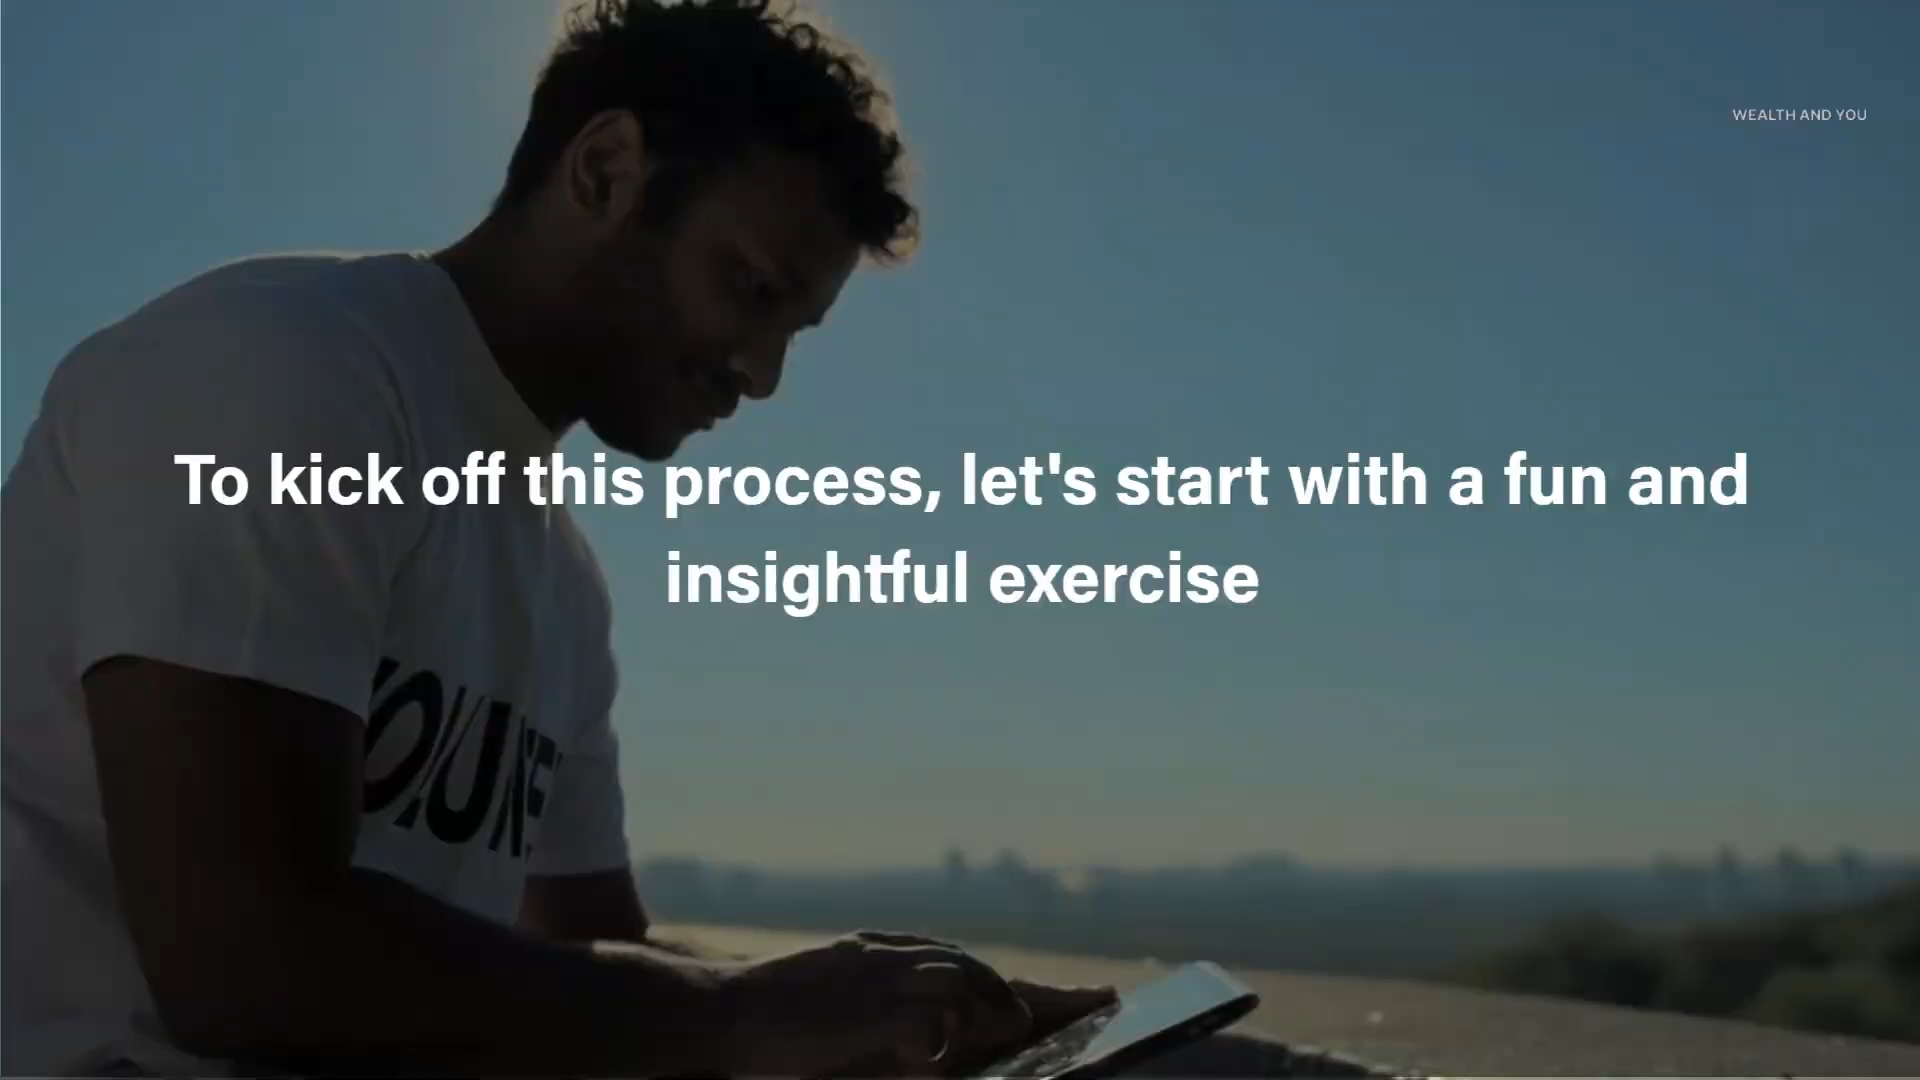 WEALTH AND YOU
To kick off this process, let's start with a fun and
insightful exercise